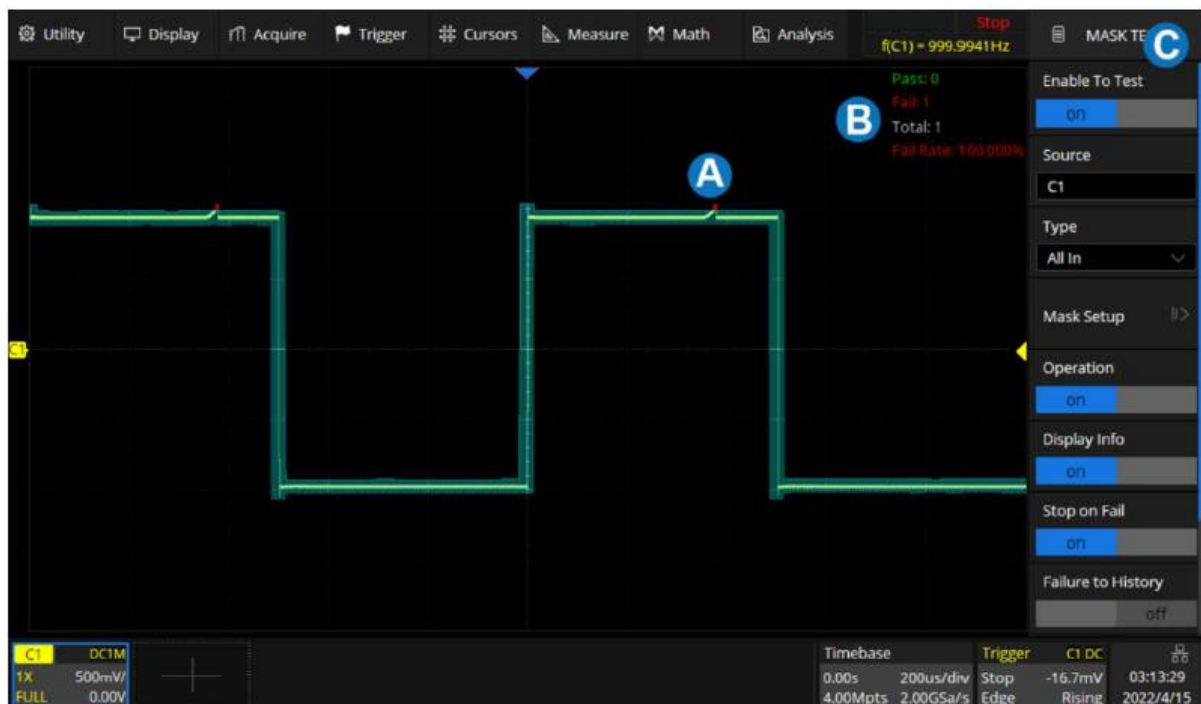 Utility Display Acquire Trigger Cursors Measure Math Analysis
Stop
f(C1) = 999.9941Hz
MASK TE
C
Pass: 0
Fail: 1
Total: 1
Fail Rate: 100.000%
B
A
C1
Enable To Test
on
Source
C1
Type
All In
Mask Setup
Operation
on
Display Info
on
Stop on Fail
on
Failure to History
off
C1 DC1M
1X 500mV/
FULL 0.00V
Timebase
0.00s 200us/div
4.00Mpts 2.00GSa/s
Trigger C1 DC
Stop -16.7mV
Edge Rising
03:13:29
2022/4/15